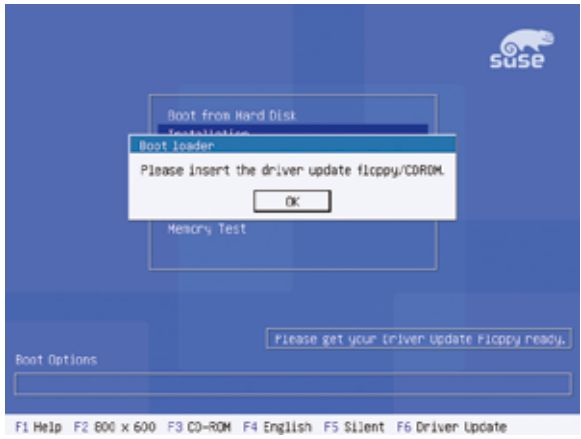 SUSE
Boot from Hard Disk
Installation
Boot loader
Please insert the driver update floppy/CDROM.
OK
Memory Test
Please get your Driver Update Floppy ready.
Boot Options
F1 Help F2 800 x 600 F3 CD-ROM F4 English F5 Silent F6 Driver Update